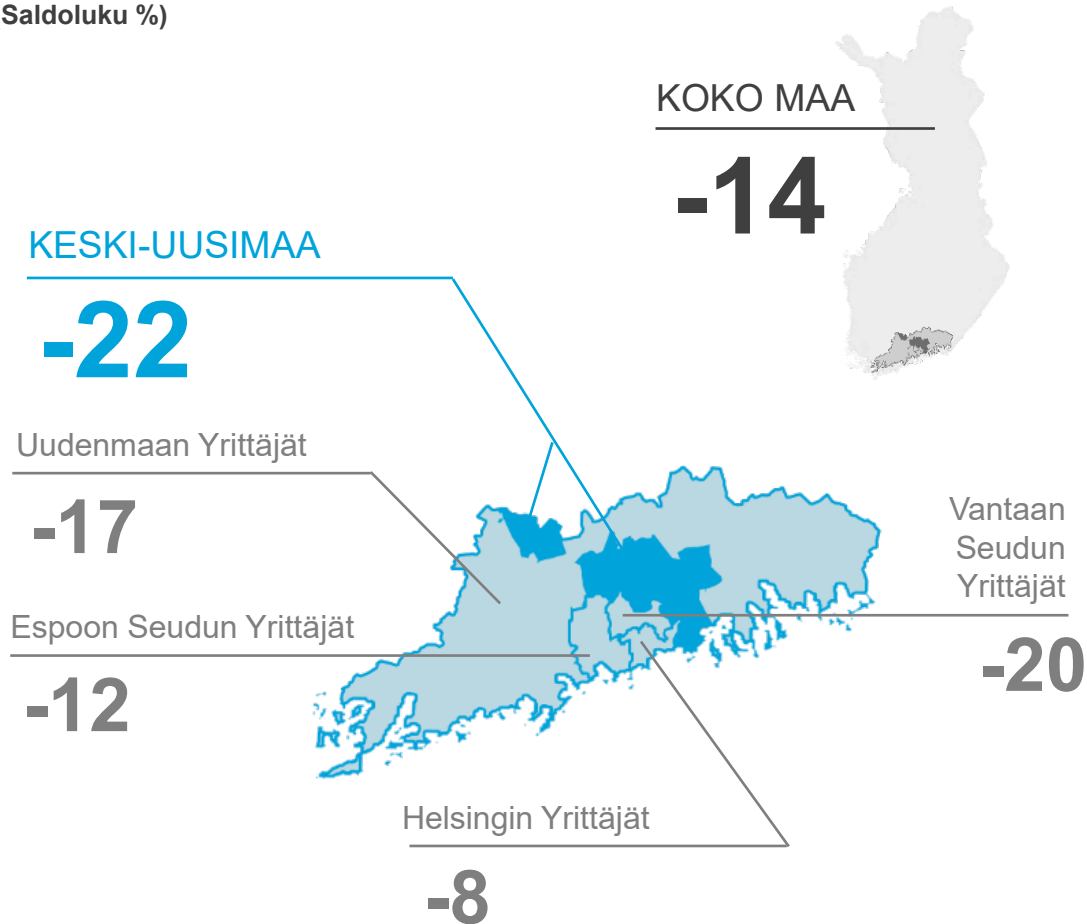 Saldoluku %)
KOKO MAA
-14
KESKI-UUSIMAA
-22
Uudenmaan Yrittäjät
-17
Vantaan
Seudun
Yrittäjät
-20
Espoon Seudun Yrittäjät
-12
Helsingin Yrittäjät
-8